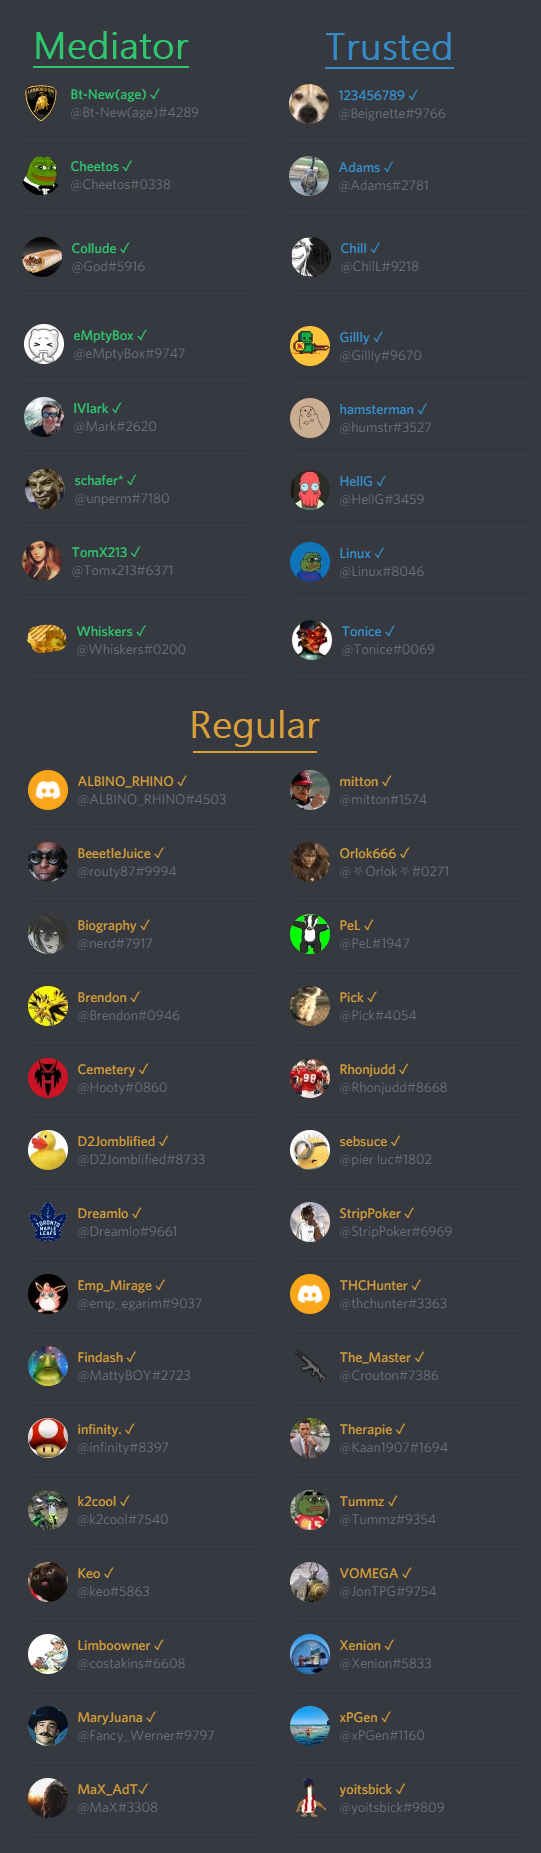 Mediator
Bt-New(age) ✓
@Bt-New(age)#4289
Cheetos ✓
@Cheetos#0338
Collude ✓
@God#5916
eMptyBox ✓
@eMptyBox#9747
IVlark ✓
@Mark#2620
schafer* ✓
@unperm#7180
TomX213 ✓
@Tomx213#6371
Whiskers ✓
@Whiskers#0200
Trusted
123456789 ✓
@Beignette#9766
Adams ✓
@Adams#2781
Chill ✓
@ChilL#9218
Gillly ✓
@Gillly#9670
hamsterman ✓
@humstr#3527
HellG ✓
@HellG#3459
Linux ✓
@Linux#8046
Tonice ✓
@Tonice#0069
Regular
ALBINO_RHINO ✓
@ALBINO_RHINO#4503
BeeetleJuice ✓
@routy87#9994
Biography ✓
@nerd#7917
Brendon ✓
@Brendon#0946
Cemetery ✓
@Hooty#0860
D2Jomblified ✓
@D2Jomblified#8733
Dreamlo ✓
@Dreamlo#9661
TORONTO
MAPLE
LEAFS
Emp_Mirage ✓
@emp_egarim#9037
Findash ✓
@MattyBOY#2723
infinity. ✓
@infinity#8397
k2cool ✓
@k2cool#7540
Keo ✓
@keo#5863
Limboowner ✓
@costakins#6608
MaryJuana ✓
@Fancy_Werner#9797
MaX_AdT✓
@MaX#3308
mitton ✓
@mitton#1574
Orlok666 ✓
@⛧Orlok⛧#0271
PeL ✓
@PeL#1947
Pick ✓
@Pick#4054
Rhonjudd ✓
@Rhonjudd#8668
sebsuce ✓
@pier luc#1802
StripPoker ✓
@StripPoker#6969
THCHunter ✓
@thchunter#3363
The_Master ✓
@Crouton#7386
Therapie ✓
@Kaan1907#1694
Tummz ✓
@Tummz#9354
VOMEGA ✓
@JonTPG#9754
Xenion ✓
@Xenion#5833
xPGen ✓
@xPGen#1160
yoitsbick ✓
@yoitsbick#9809